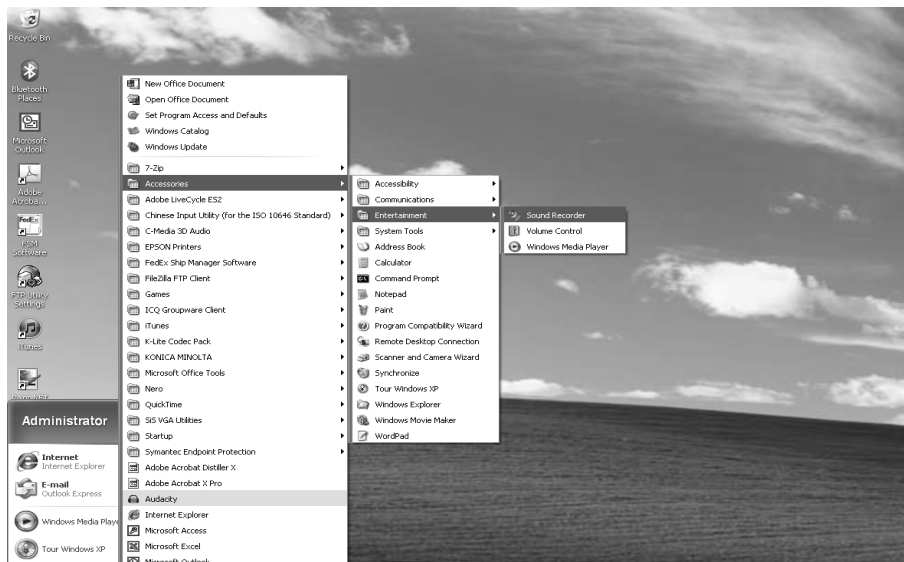 Recycle Bin
Bluetooth
Places
Microsoft
Outlook
Adobe
Acroba...
FedEx
PSM
Software
FTP Utility
Settings
iTunes
Paint.NET
Administrator
Internet
Internet Explorer
E-mail
Outlook Express
Windows Media Playe
Tour Windows XP
New Office Document
Open Office Document
Set Program Access and Defaults
Windows Catalog
Windows Update
7-Zip
Accessories
Adobe LiveCycle ES2
Chinese Input Utility (for the ISO 10646 Standard)
C-Media 3D Audio
EPSON Printers
FedEx Ship Manager Software
FileZilla FTP Client
Games
ICQ Groupware Client
iTunes
K-Lite Codec Pack
KONICA MINOLTA
Microsoft Office Tools
Nero
QuickTime
SiS VGA Utilities
Startup
Symantec Endpoint Protection
Adobe Acrobat Distiller X
Adobe Acrobat X Pro
Audacity
Internet Explorer
Microsoft Access
Microsoft Excel
Microsoft Outlook
Accessibility
Communications
Entertainment
System Tools
Address Book
Calculator
Command Prompt
Notepad
Paint
Program Compatibility Wizard
Remote Desktop Connection
Scanner and Camera Wizard
Synchronize
Tour Windows XP
Windows Explorer
Windows Movie Maker
WordPad
Sound Recorder
Volume Control
Windows Media Player